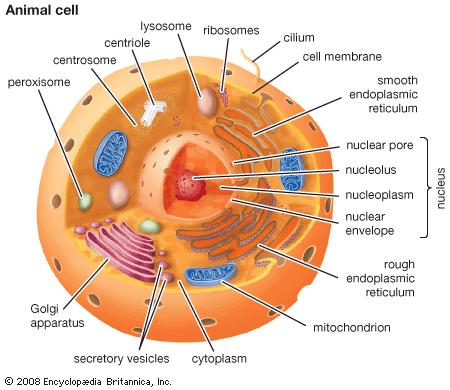 Animal cell
lysosome
ribosomes
centriole
cilium
centrosome
cell membrane
peroxisome
smooth
endoplasmic
reticulum
nuclear pore
nucleolus
nucleoplasm
nuclear
envelope
nucleus
rough
endoplasmic
reticulum
Golgi
apparatus
mitochondrion
secretory vesicles
cytoplasm
© 2008 Encyclopædia Britannica, Inc.